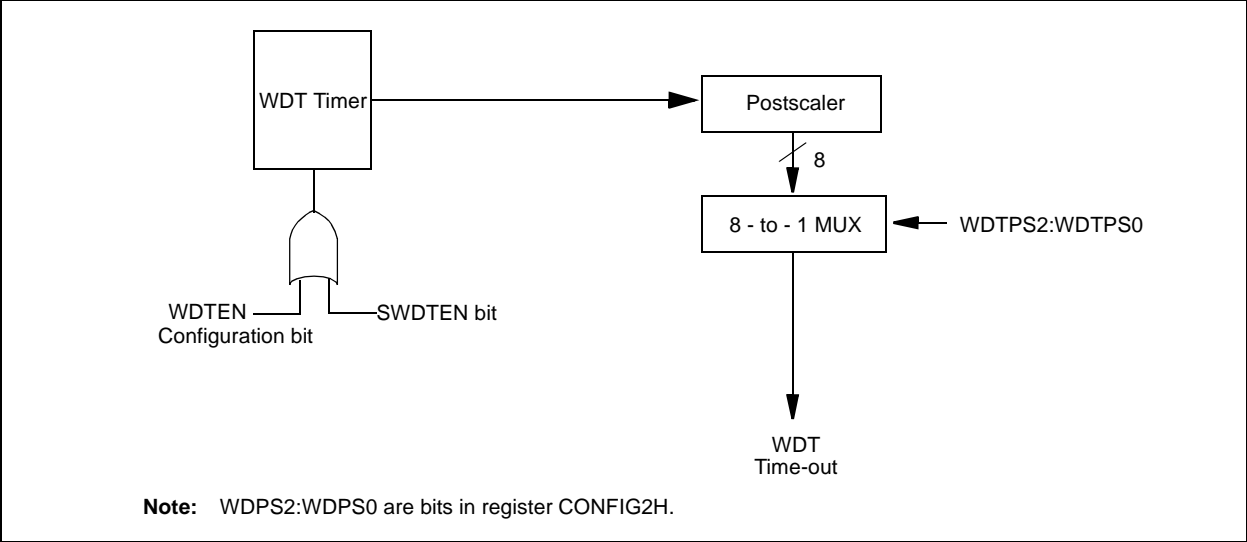 WDT Timer
Postscaler
8
8 - to - 1 MUX
WDTPS2:WDTPS0
WDTEN
Configuration bit
SWDTEN bit
WDT
Time-out
Note: WDPS2:WDPS0 are bits in register CONFIG2H.